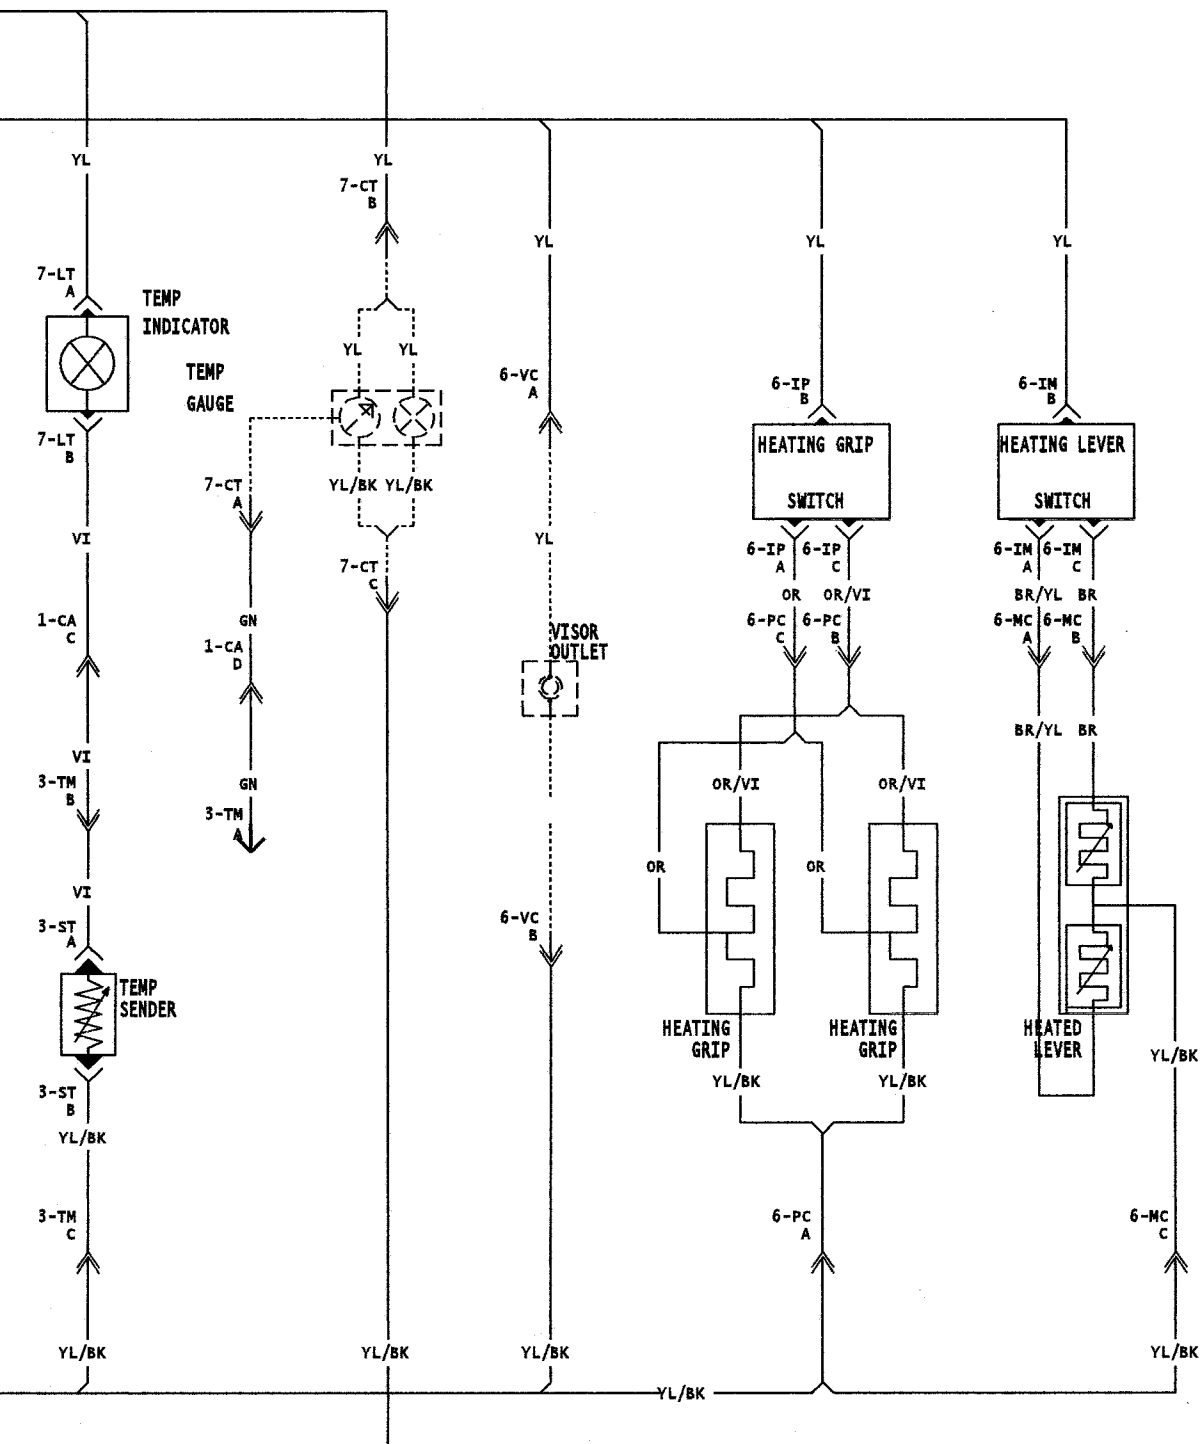 YL
YL
7-CT
B
YL
YL
YL
7-LT
A
TEMP
INDICATOR
YL
YL
TEMP
GAUGE
6-VC
A
6-IP
B
6-IM
B
7-LT
B
HEATING GRIP
SWITCH
HEATING LEVER
SWITCH
7-CT
A
YL/BK
YL/BK
VI
YL
7-CT
C
6-IP
A
6-IP
C
6-IM
A
6-IM
C
OR
OR/VI
BR/YL
BR
1-CA
C
GN
1-CA
D
VISOR
OUTLET
6-PC
C
6-PC
B
6-MC
A
6-MC
B
BR/YL
BR
VI
3-TM
B
GN
3-TM
A
OR/VI
OR/VI
OR
OR
VI
3-ST
A
6-VC
B
TEMP
SENDER
HEATING
GRIP
HEATING
GRIP
HEATED
LEVER
YL/BK
YL/BK
YL/BK
3-ST
B
YL/BK
3-TM
C
6-PC
A
6-MC
C
YL/BK
YL/BK
YL/BK
YL/BK
YL/BK